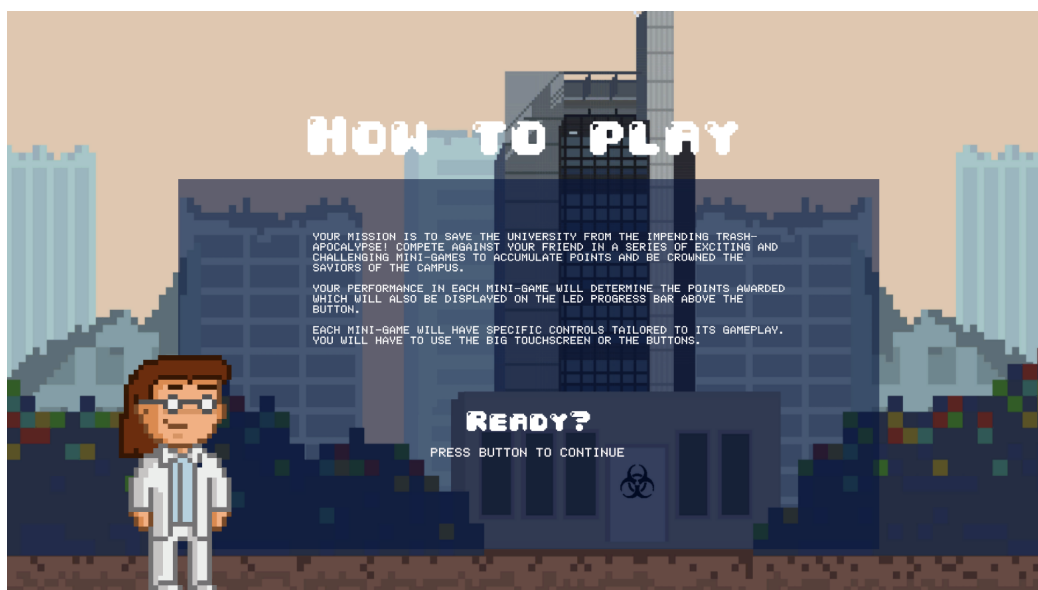 HOW TO PLAY
YOUR MISSION IS TO SAVE THE UNIVERSITY FROM THE IMPENDING TRASH-
APOCALYPSE! COMPETE AGAINST YOUR FRIEND IN A SERIES OF EXCITING AND
CHALLENGING MINI-GAMES TO ACCUMULATE POINTS AND BE CROWNED THE
SAVIORS OF THE CAMPUS.
YOUR PERFORMANCE IN EACH MINI-GAME WILL DETERMINE THE POINTS AWARDED
WHICH WILL ALSO BE DISPLAYED ON THE LED PROGRESS BAR ABOVE THE
BUTTON.
EACH MINI-GAME WILL HAVE SPECIFIC CONTROLS TAILORED TO ITS GAMEPLAY.
YOU WILL HAVE TO USE THE BIG TOUCHSCREEN OR THE BUTTONS.
READY?
PRESS BUTTON TO CONTINUE